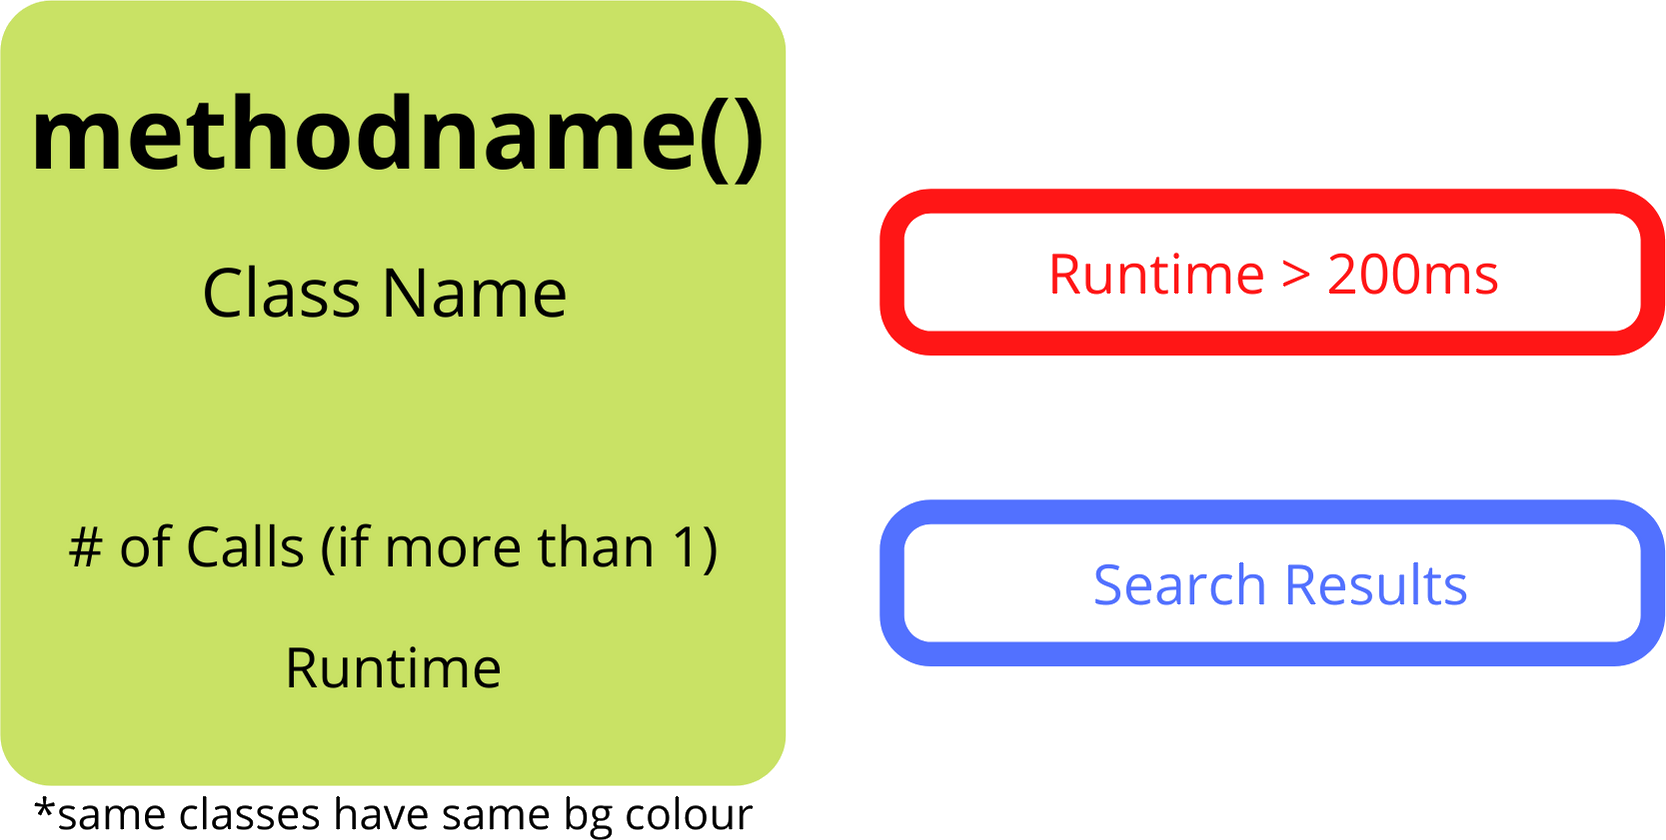 methodname()
Class Name
# of Calls (if more than 1)
Runtime
*same classes have same bg colour
Runtime > 200ms
Search Results